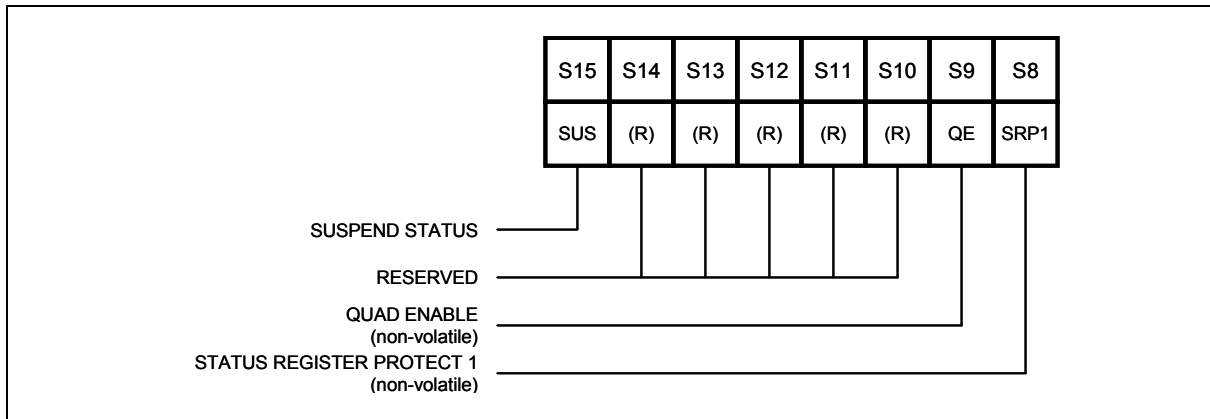 S15 S14 S13 S12 S11 S10 S9 S8
SUS (R) (R) (R) (R) (R) QE SRP1
SUSPEND STATUS
RESERVED
QUAD ENABLE
(non-volatile)
STATUS REGISTER PROTECT 1
(non-volatile)